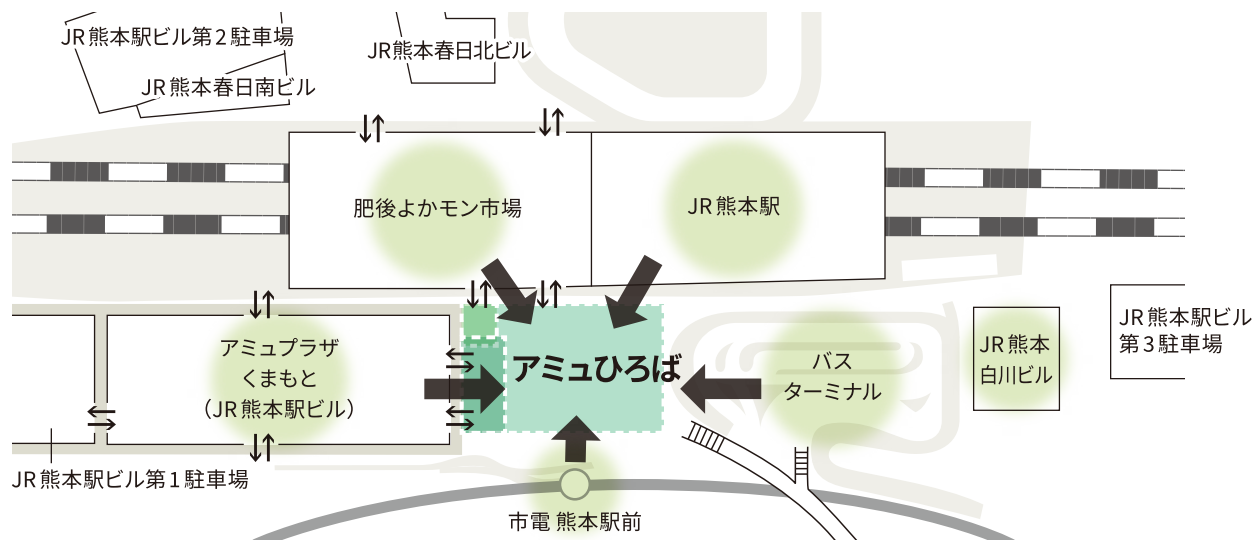 JR熊本駅ビル第2駐車場
JR熊本春日南ビル
JR熊本春日北ビル
肥後よかモン市場
JR熊本駅
アミュプラザ
くまもと
(JR熊本駅ビル)
アミュひろば
バス
ターミナル
JR熊本
白川ビル
JR熊本駅ビル
第3駐車場
JR熊本駅ビル第1駐車場
市電 熊本駅前